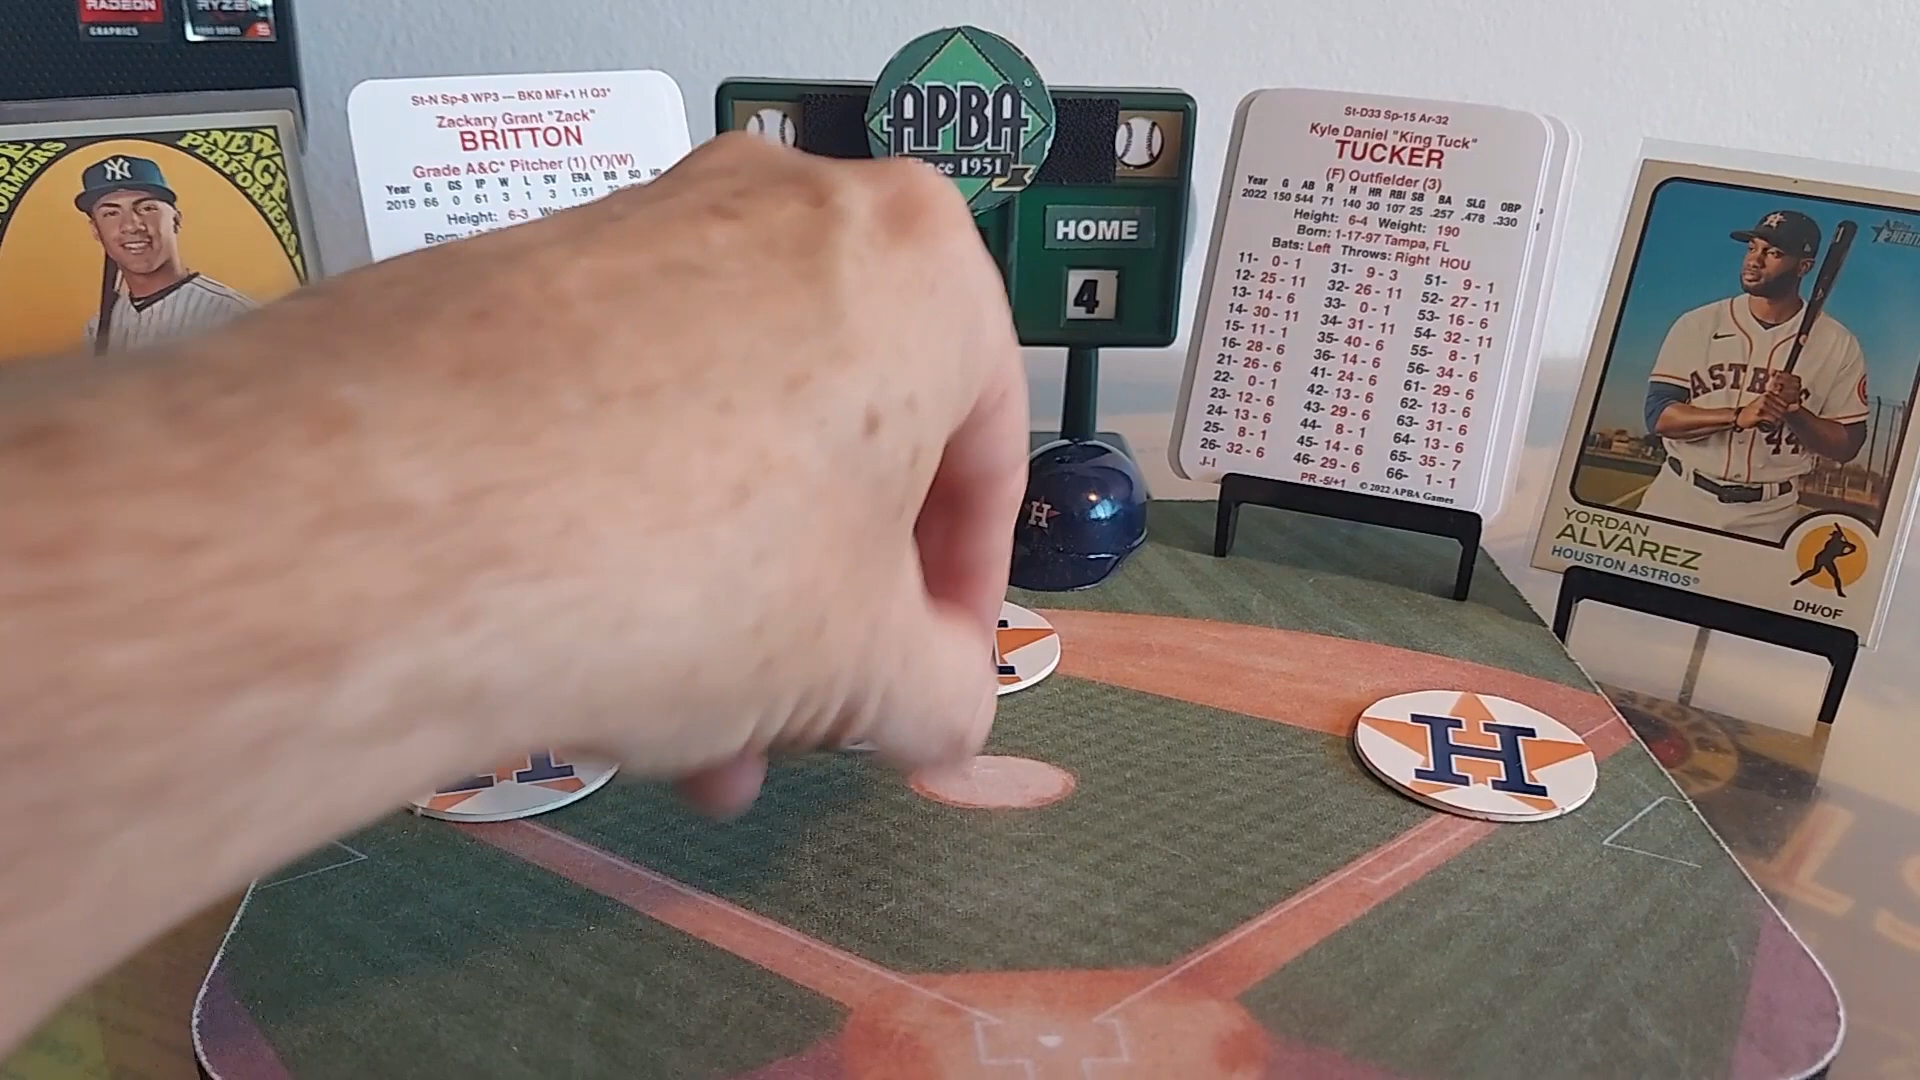 RADEON
GRAPHICS
RYZEN
5
NEW AGE
PERFORMERS
NY
St-N Sp-8 WP3 — BK0 MF+1 H Q3*
Zackary Grant "Zack"
BRITTON
Grade A&C* Pitcher (1) (Y)(W)
Year G GS IP W L SV ERA BB SO
2019 66 0 61 3 1 3 1.91
Height: 6-3
APBA
1951
HOME
4
H
St-D33 Sp-15 Ar-32
Kyle Daniel "King Tuck"
TUCKER
(F) Outfielder (3)
Year G AB R H HR RBI SB BA SLG OBP
2022 150 544 71 140 30 107 25 .257 .478 .330
Height: 6-4 Weight: 190
Born: 1-17-97 Tampa, FL
Bats: Left Throws: Right HOU
11- 0 - 1 31- 9 - 3 51- 9 - 1
12- 25 - 11 32- 26 - 11 52- 27 - 11
13- 14 - 6 33- 0 - 1 53- 16 - 6
14- 30 - 11 34- 31 - 11 54- 32 - 11
15- 11 - 1 35- 40 - 6 55- 8 - 1
16- 28 - 6 36- 14 - 6 56- 34 - 6
21- 26 - 6 41- 24 - 6 61- 29 - 6
22- 0 - 1 42- 13 - 6 62- 13 - 6
23- 12 - 6 43- 29 - 6 63- 31 - 6
24- 13 - 6 44- 8 - 1 64- 13 - 6
25- 8 - 1 45- 14 - 6 65- 35 - 7
26- 32 - 6 46- 29 - 6 66- 1 - 1
J-1 PR -5/+1 © 2022 APBA Games
ASTR
44
YORDAN
ALVAREZ
HOUSTON ASTROS®
DH/OF
H